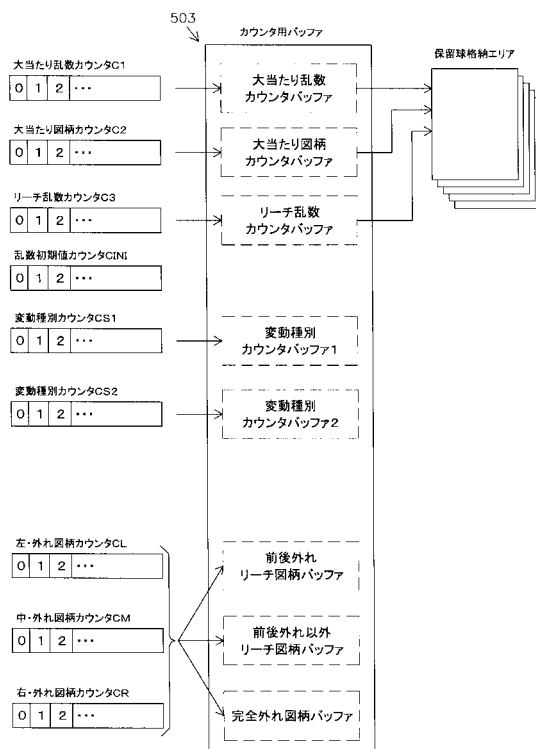 503
カウンタ用バッファ
保留球格納エリア
大当たり乱数カウンタC1
0 1 2 ･･･
大当たり乱数
カウンタバッファ
大当たり図柄カウンタC2
0 1 2 ･･･
大当たり図柄
カウンタバッファ
リーチ乱数カウンタC3
0 1 2 ･･･
リーチ乱数
カウンタバッファ
乱数初期値カウンタCINI
0 1 2 ･･･
変動種別カウンタCS1
0 1 2 ･･･
変動種別
カウンタバッファ1
変動種別カウンタCS2
0 1 2 ･･･
変動種別
カウンタバッファ2
左・外れ図柄カウンタCL
0 1 2 ･･･
前後外れ
リーチ図柄バッファ
中・外れ図柄カウンタCM
0 1 2 ･･･
前後外れ以外
リーチ図柄バッファ
右・外れ図柄カウンタCR
0 1 2 ･･･
完全外れ図柄バッファ